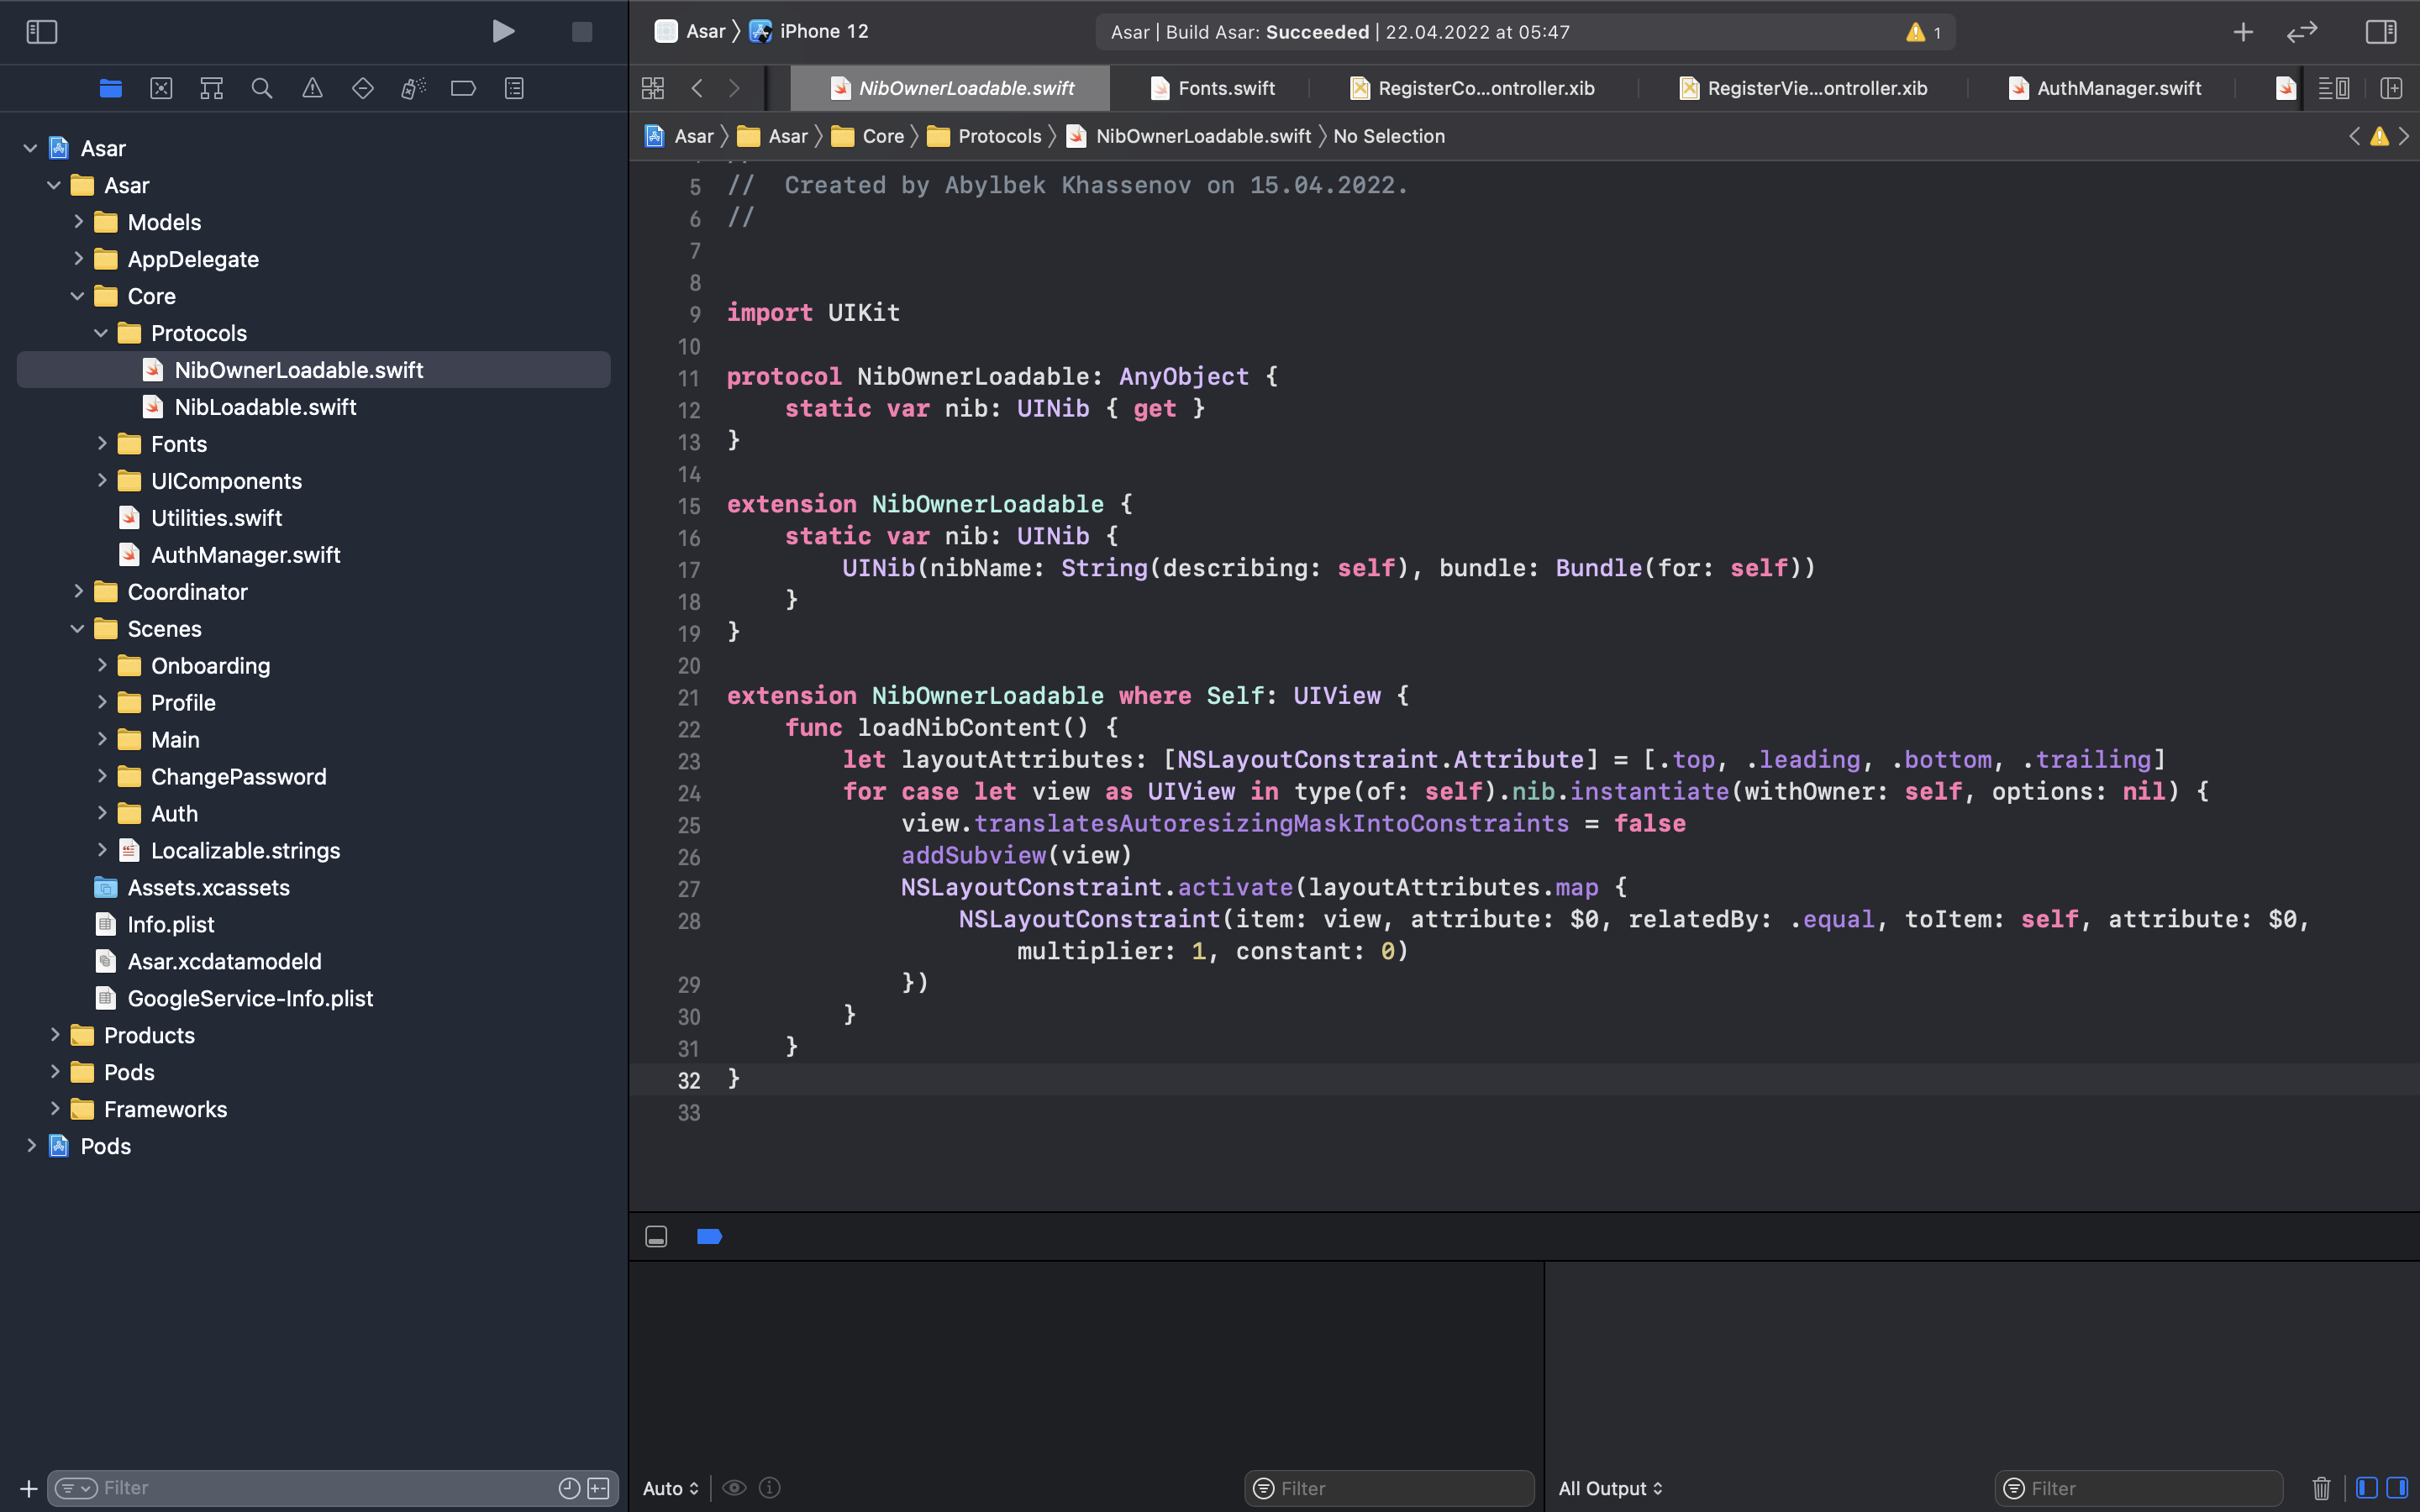 Asar
iPhone 12
Asar | Build Asar: Succeeded | 22.04.2022 at 05:47
1
NibOwnerLoadable.swift
Fonts.swift
RegisterCo...ontroller.xib
RegisterVie...ontroller.xib
AuthManager.swift
Asar
Asar
Core
Protocols
NibOwnerLoadable.swift
No Selection
Asar
Asar
Models
AppDelegate
Core
Protocols
NibOwnerLoadable.swift
NibLoadable.swift
Fonts
UIComponents
Utilities.swift
AuthManager.swift
Coordinator
Scenes
Onboarding
Profile
Main
ChangePassword
Auth
Localizable.strings
Assets.xcassets
Info.plist
Asar.xcdatamodeld
GoogleService-Info.plist
Products
Pods
Frameworks
Pods
Filter
5 //  Created by Abylbek Khassenov on 15.04.2022.
6 //
7
8
9 import UIKit
10
11 protocol NibOwnerLoadable: AnyObject {
12     static var nib: UINib { get }
13 }
14
15 extension NibOwnerLoadable {
16     static var nib: UINib {
17         UINib(nibName: String(describing: self), bundle: Bundle(for: self))
18     }
19 }
20
21 extension NibOwnerLoadable where Self: UIView {
22     func loadNibContent() {
23         let layoutAttributes: [NSLayoutConstraint.Attribute] = [.top, .leading, .bottom, .trailing]
24         for case let view as UIView in type(of: self).nib.instantiate(withOwner: self, options: nil) {
25             view.translatesAutoresizingMaskIntoConstraints = false
26             addSubview(view)
27             NSLayoutConstraint.activate(layoutAttributes.map {
28                 NSLayoutConstraint(item: view, attribute: $0, relatedBy: .equal, toItem: self, attribute: $0,
                    multiplier: 1, constant: 0)
29             })
30         }
31     }
32 }
33
Auto
Filter
All Output
Filter